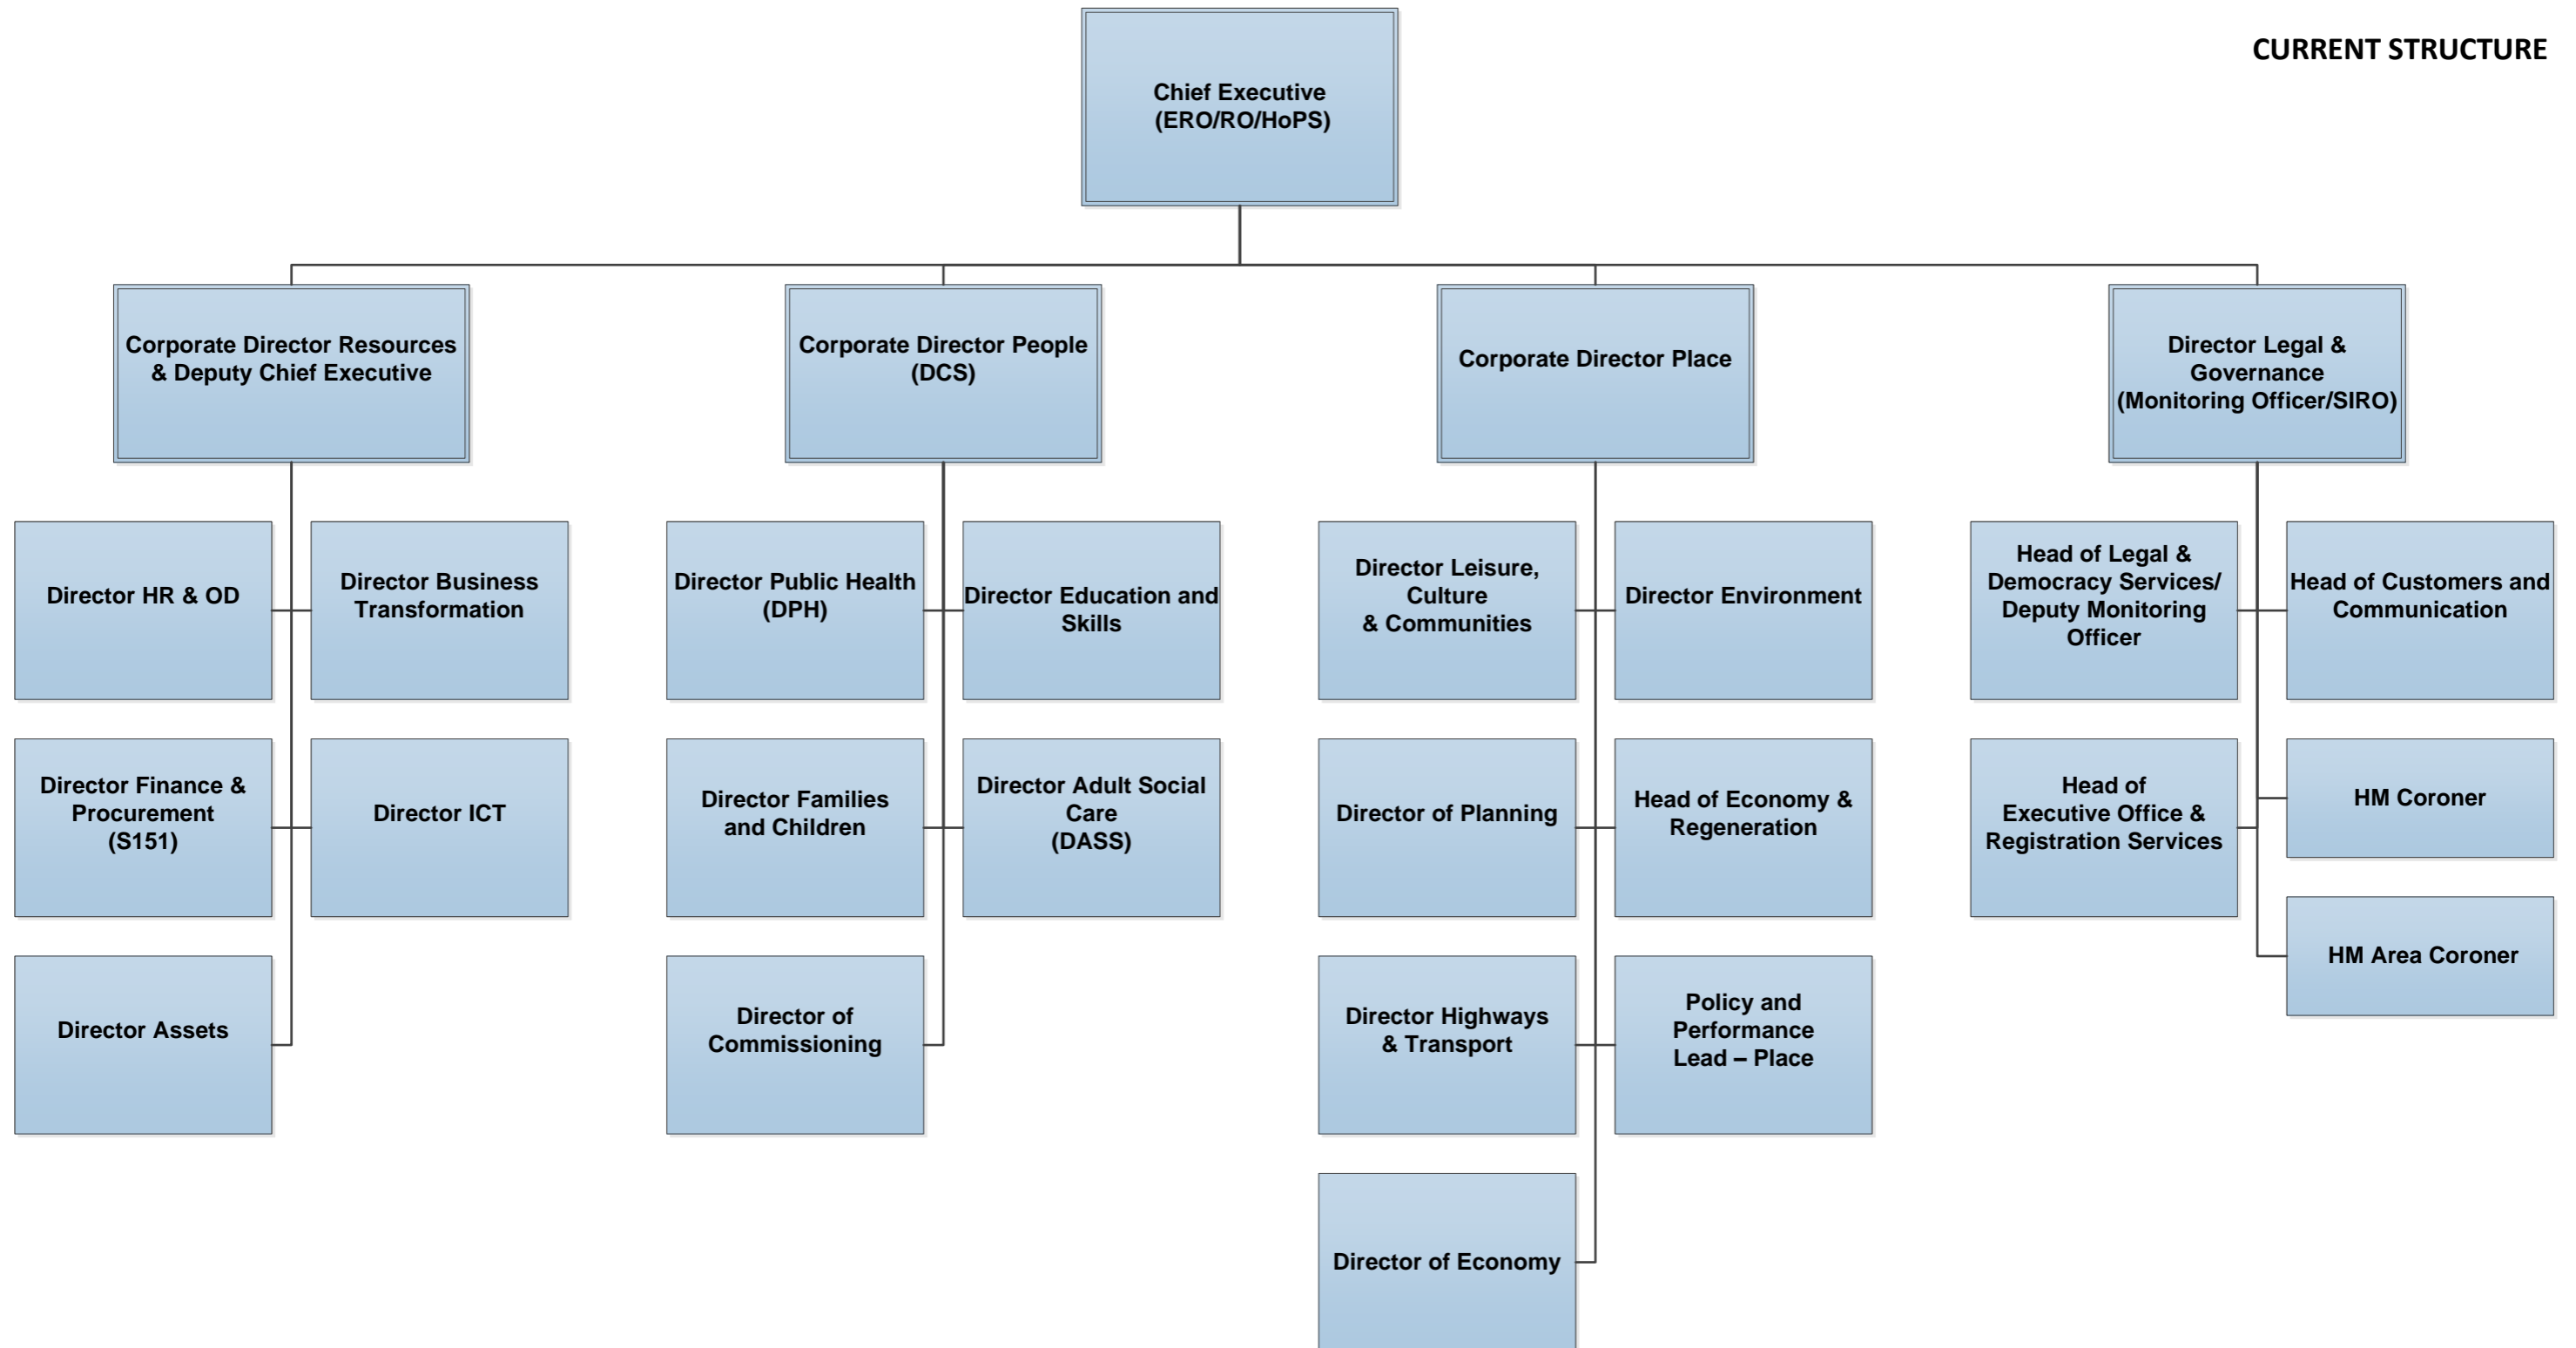 CURRENT STRUCTURE
Chief Executive
(ERO/RO/HoPS)
Corporate Director Resources
& Deputy Chief Executive
Corporate Director People
(DCS)
Corporate Director Place
Director Legal &
Governance
(Monitoring Officer/SIRO)
Director HR & OD
Director Business
Transformation
Director Finance &
Procurement
(S151)
Director ICT
Director Assets
Director Public Health
(DPH)
Director Education and
Skills
Director Families
and Children
Director Adult Social
Care
(DASS)
Director of
Commissioning
Director Leisure,
Culture
& Communities
Director Environment
Director of Planning
Head of Economy &
Regeneration
Director Highways
& Transport
Policy and
Performance
Lead – Place
Director of Economy
Head of Legal &
Democracy Services/
Deputy Monitoring
Officer
Head of Customers and
Communication
Head of
Executive Office &
Registration Services
HM Coroner
HM Area Coroner